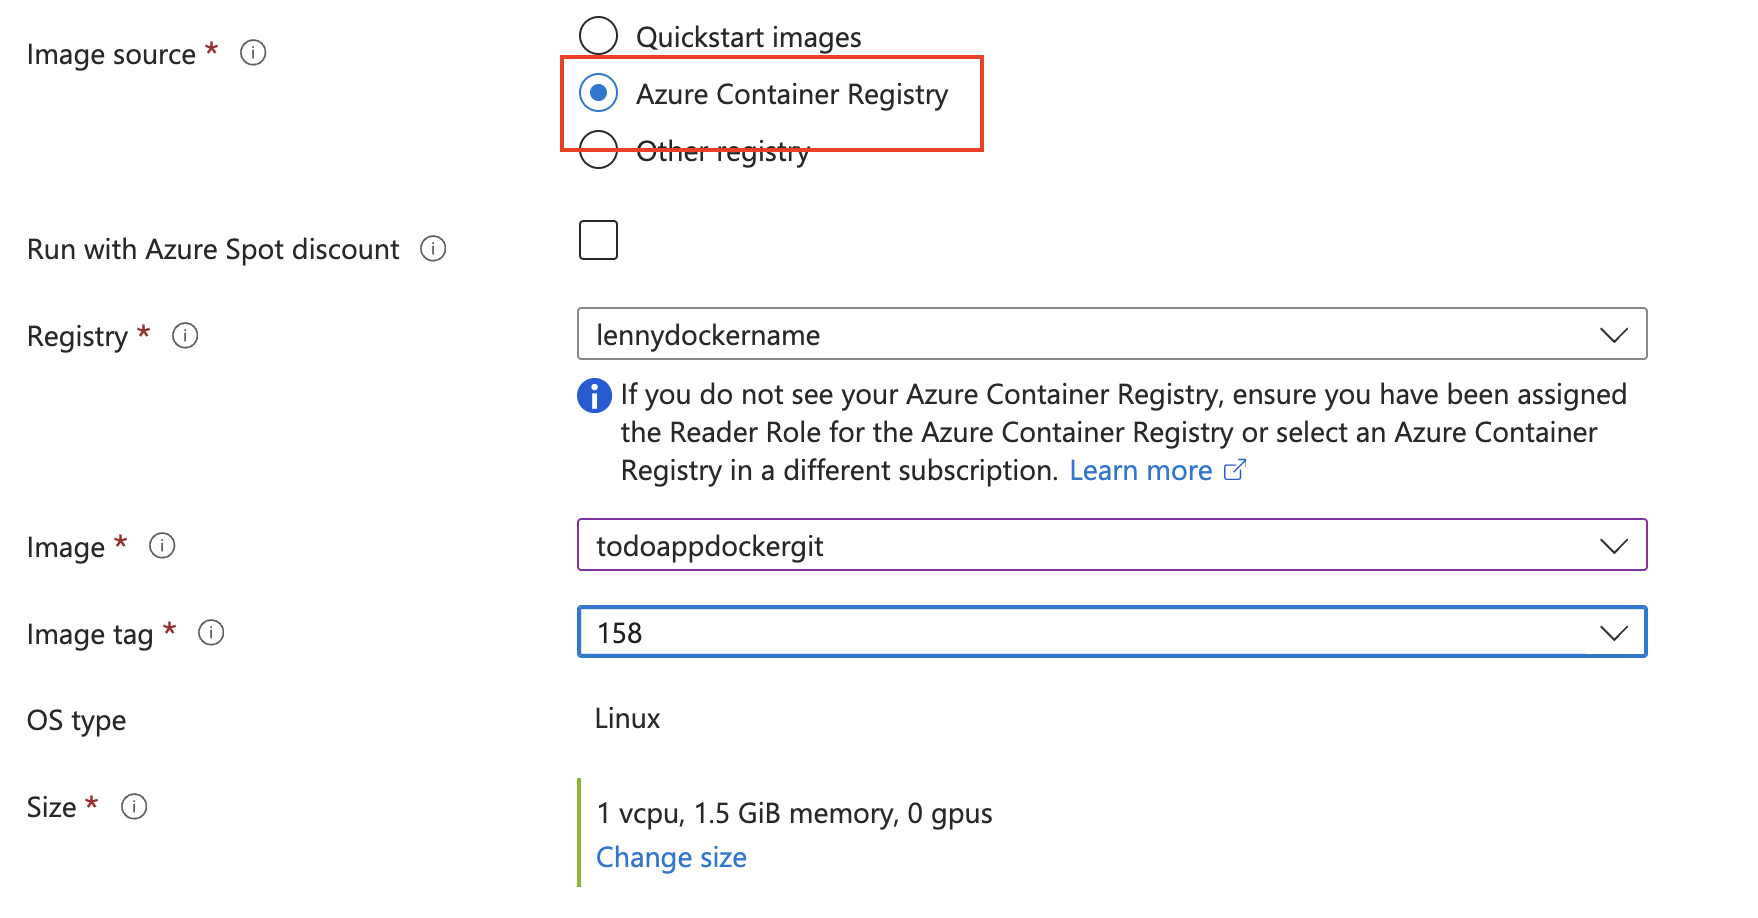 Image source *
Quickstart images
Azure Container Registry
Other registry
Run with Azure Spot discount
Registry *
lennydockername
If you do not see your Azure Container Registry, ensure you have been assigned
the Reader Role for the Azure Container Registry or select an Azure Container
Registry in a different subscription. Learn more
Image *
todoappdockergit
Image tag *
158
OS type
Linux
Size *
1 vcpu, 1.5 GiB memory, 0 gpus
Change size